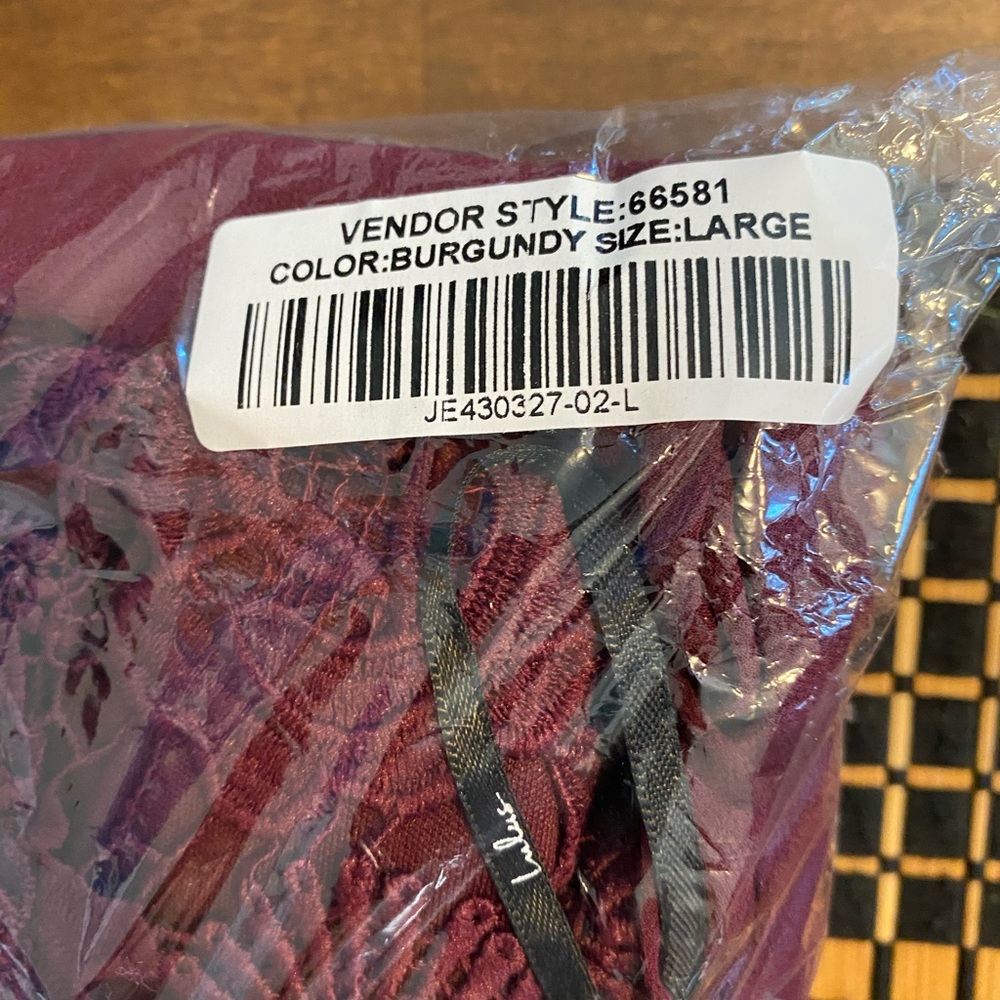 VENDOR STYLE:66581
COLOR:BURGUNDY SIZE:LARGE
JE430327-02-L
Lulus